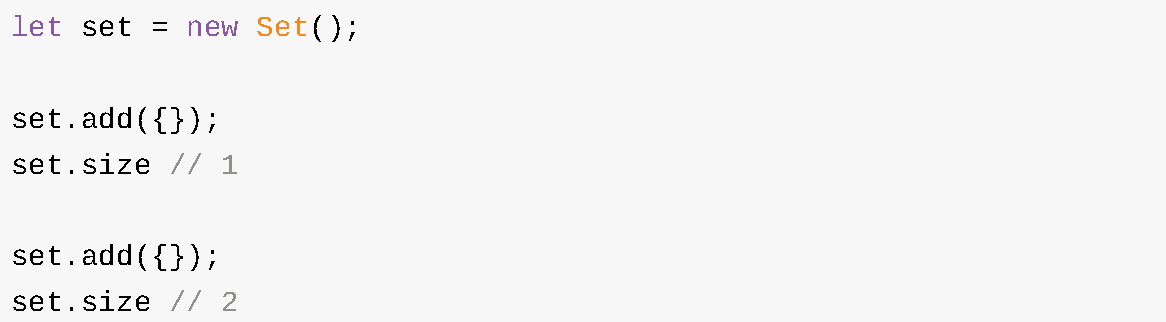 let set = new Set();
set.add({});
set.size // 1
set.add({});
set.size // 2